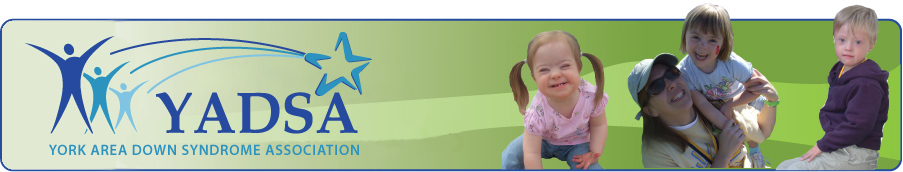 YADSA
YORK AREA DOWN SYNDROME ASSOCIATION